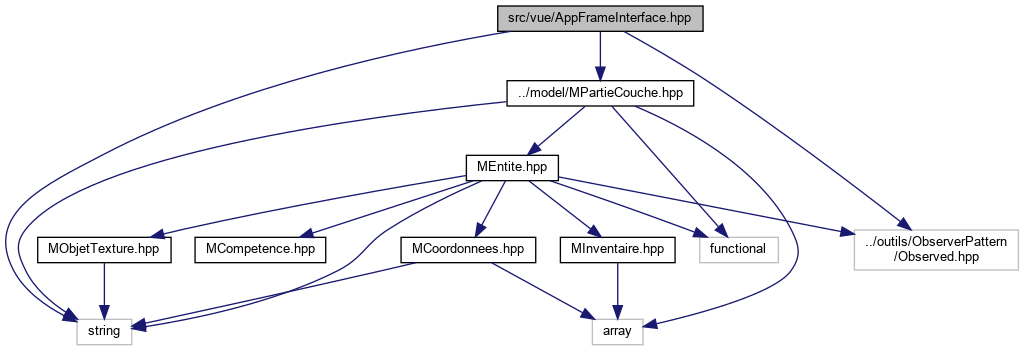 src/vue/AppFrameInterface.hpp
../model/MPartieCouche.hpp
MEntite.hpp
MObjetTexture.hpp
MCompetence.hpp
MCoordonnees.hpp
MInventaire.hpp
functional
../outils/ObserverPattern
/Observed.hpp
string
array